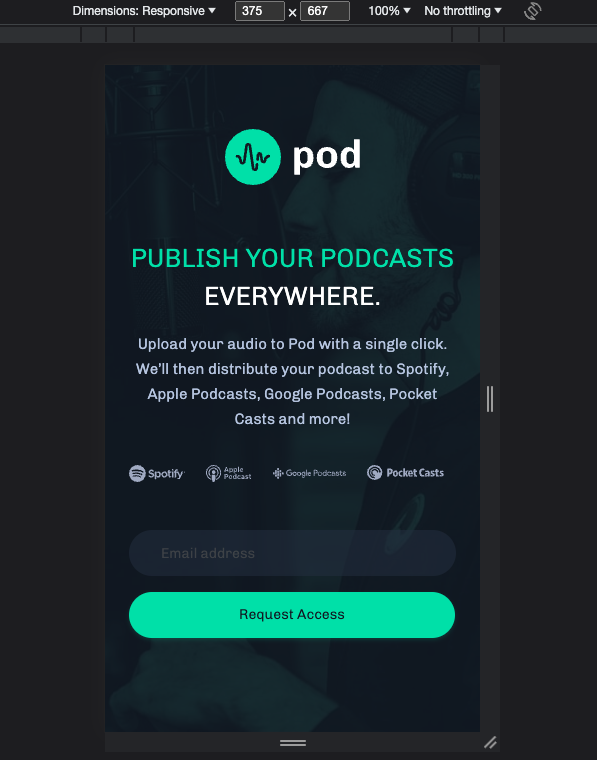 Dimensions: Responsive ▼ 375 × 667 100% ▼ No throttling ▼
pod
PUBLISH YOUR PODCASTS
EVERYWHERE.
Upload your audio to Pod with a single click.
We'll then distribute your podcast to Spotify,
Apple Podcasts, Google Podcasts, Pocket
Casts and more!
Spotify Apple Podcast Google Podcasts Pocket Casts
Email address
Request Access